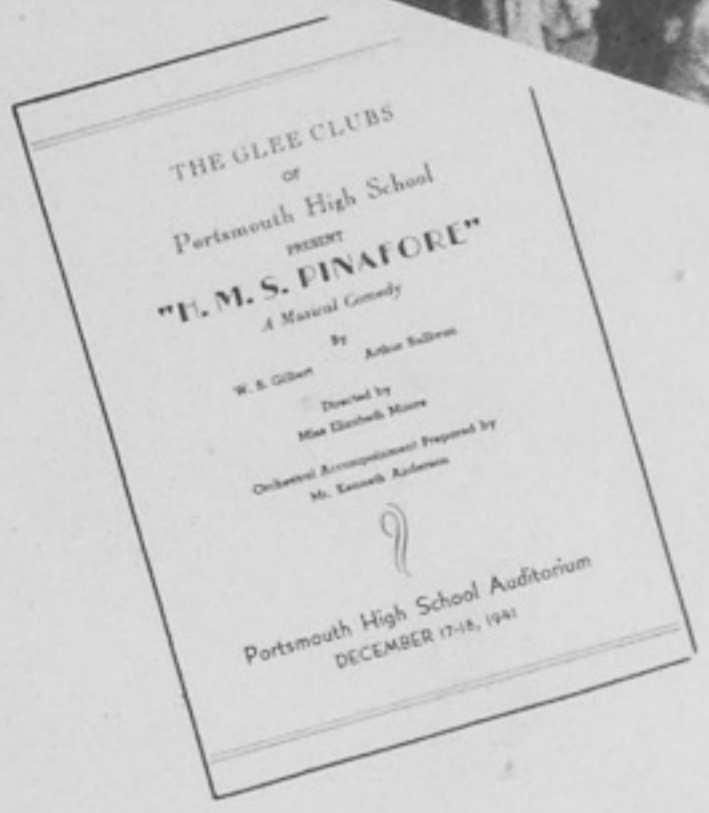 THE GLEE CLUBS
OF
Portsmouth High School
PRESENT
"H. M. S. PINAFORE"
A Musical Comedy
By
W. S. Gilbert Arthur Sullivan
Directed by
Miss Elizabeth Moore
Orchestral Accompaniment Prepared by
Mr. Kenneth Anderson
Portsmouth High School Auditorium
DECEMBER 17-18, 1941